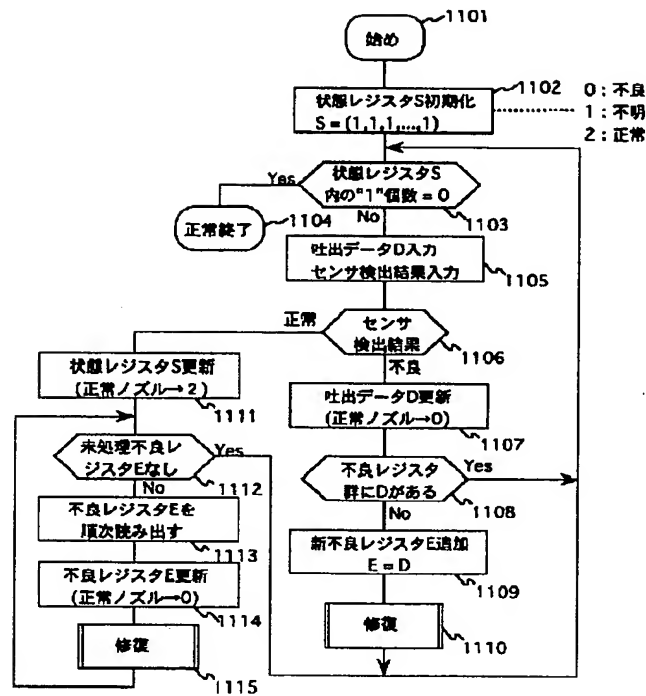 始め
1101
状態レジスタS初期化
S = (1,1,1,...,1)
1102
0:不良
1:不明
2:正常
状態レジスタS
内の"1"個数 = 0
1103
Yes
No
正常終了
1104
吐出データD入力
センサ検出結果入力
1105
センサ
検出結果
1106
正常
不良
状態レジスタS更新
(正常ノズル→2)
1111
吐出データD更新
(正常ノズル→0)
1107
未処理不良レ
ジスタEなし
1112
Yes
No
不良レジスタ
群にDがある
1108
Yes
No
不良レジスタEを
順次読み出す
1113
新不良レジスタE追加
E = D
1109
不良レジスタE更新
(正常ノズル→0)
1114
修復
1110
修復
1115